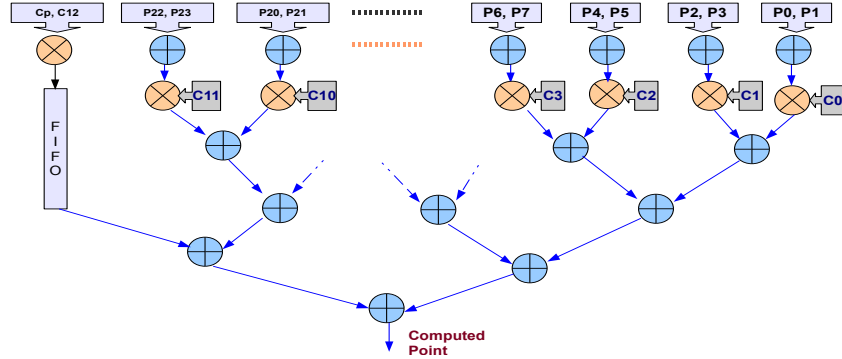 Cp, C12
P22, P23
P20, P21
P6, P7
P4, P5
P2, P3
P0, P1
C11
C10
C3
C2
C1
C0
FIFO
Computed
Point